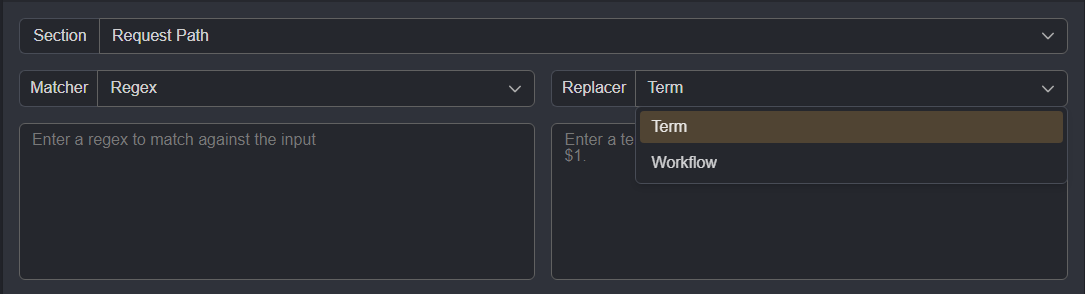 Section Request Path
Matcher Regex Replacer Term
Enter a regex to match against the input
Enter a te
$1.
Term
Workflow